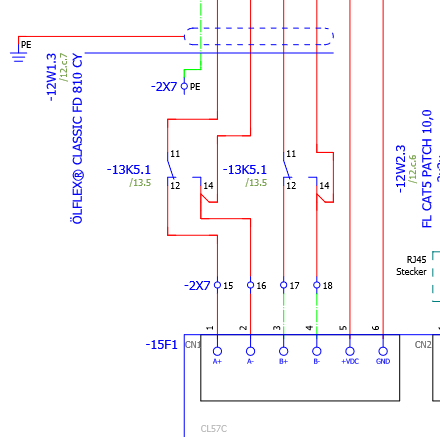 PE
-12W1.3
/12.c.7
ÖLFLEX® CLASSIC FD 810 CY
-2X7 PE
-13K5.1
/13.5
11
12 14
-13K5.1
/13.5
11
12 14
-12W2.3
/12.c.6
FL CAT5 PATCH 10,0
RJ45
Stecker
-2X7 15 16 17 18
1 2 3 4 5 6
-15F1 CN1 CN2
A+ A- B+ B- +VDC GND
CL57C